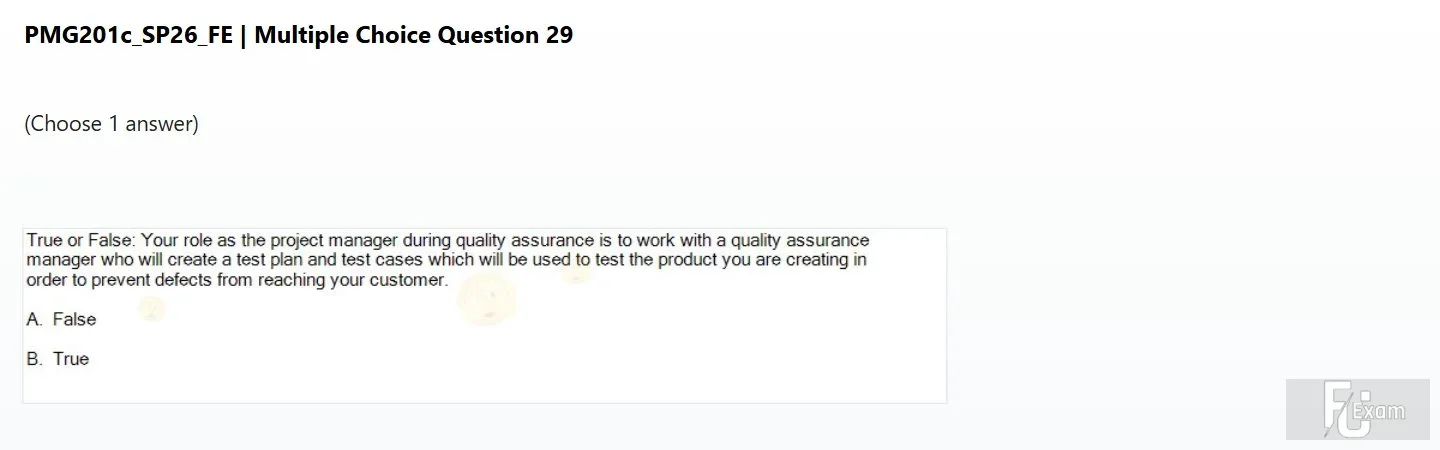 PMG201c_SP26_FE | Multiple Choice Question 29
(Choose 1 answer)
True or False: Your role as the project manager during quality assurance is to work with a quality assurance
manager who will create a test plan and test cases which will be used to test the product you are creating in
order to prevent defects from reaching your customer.
A. False
B. True
FU Exam